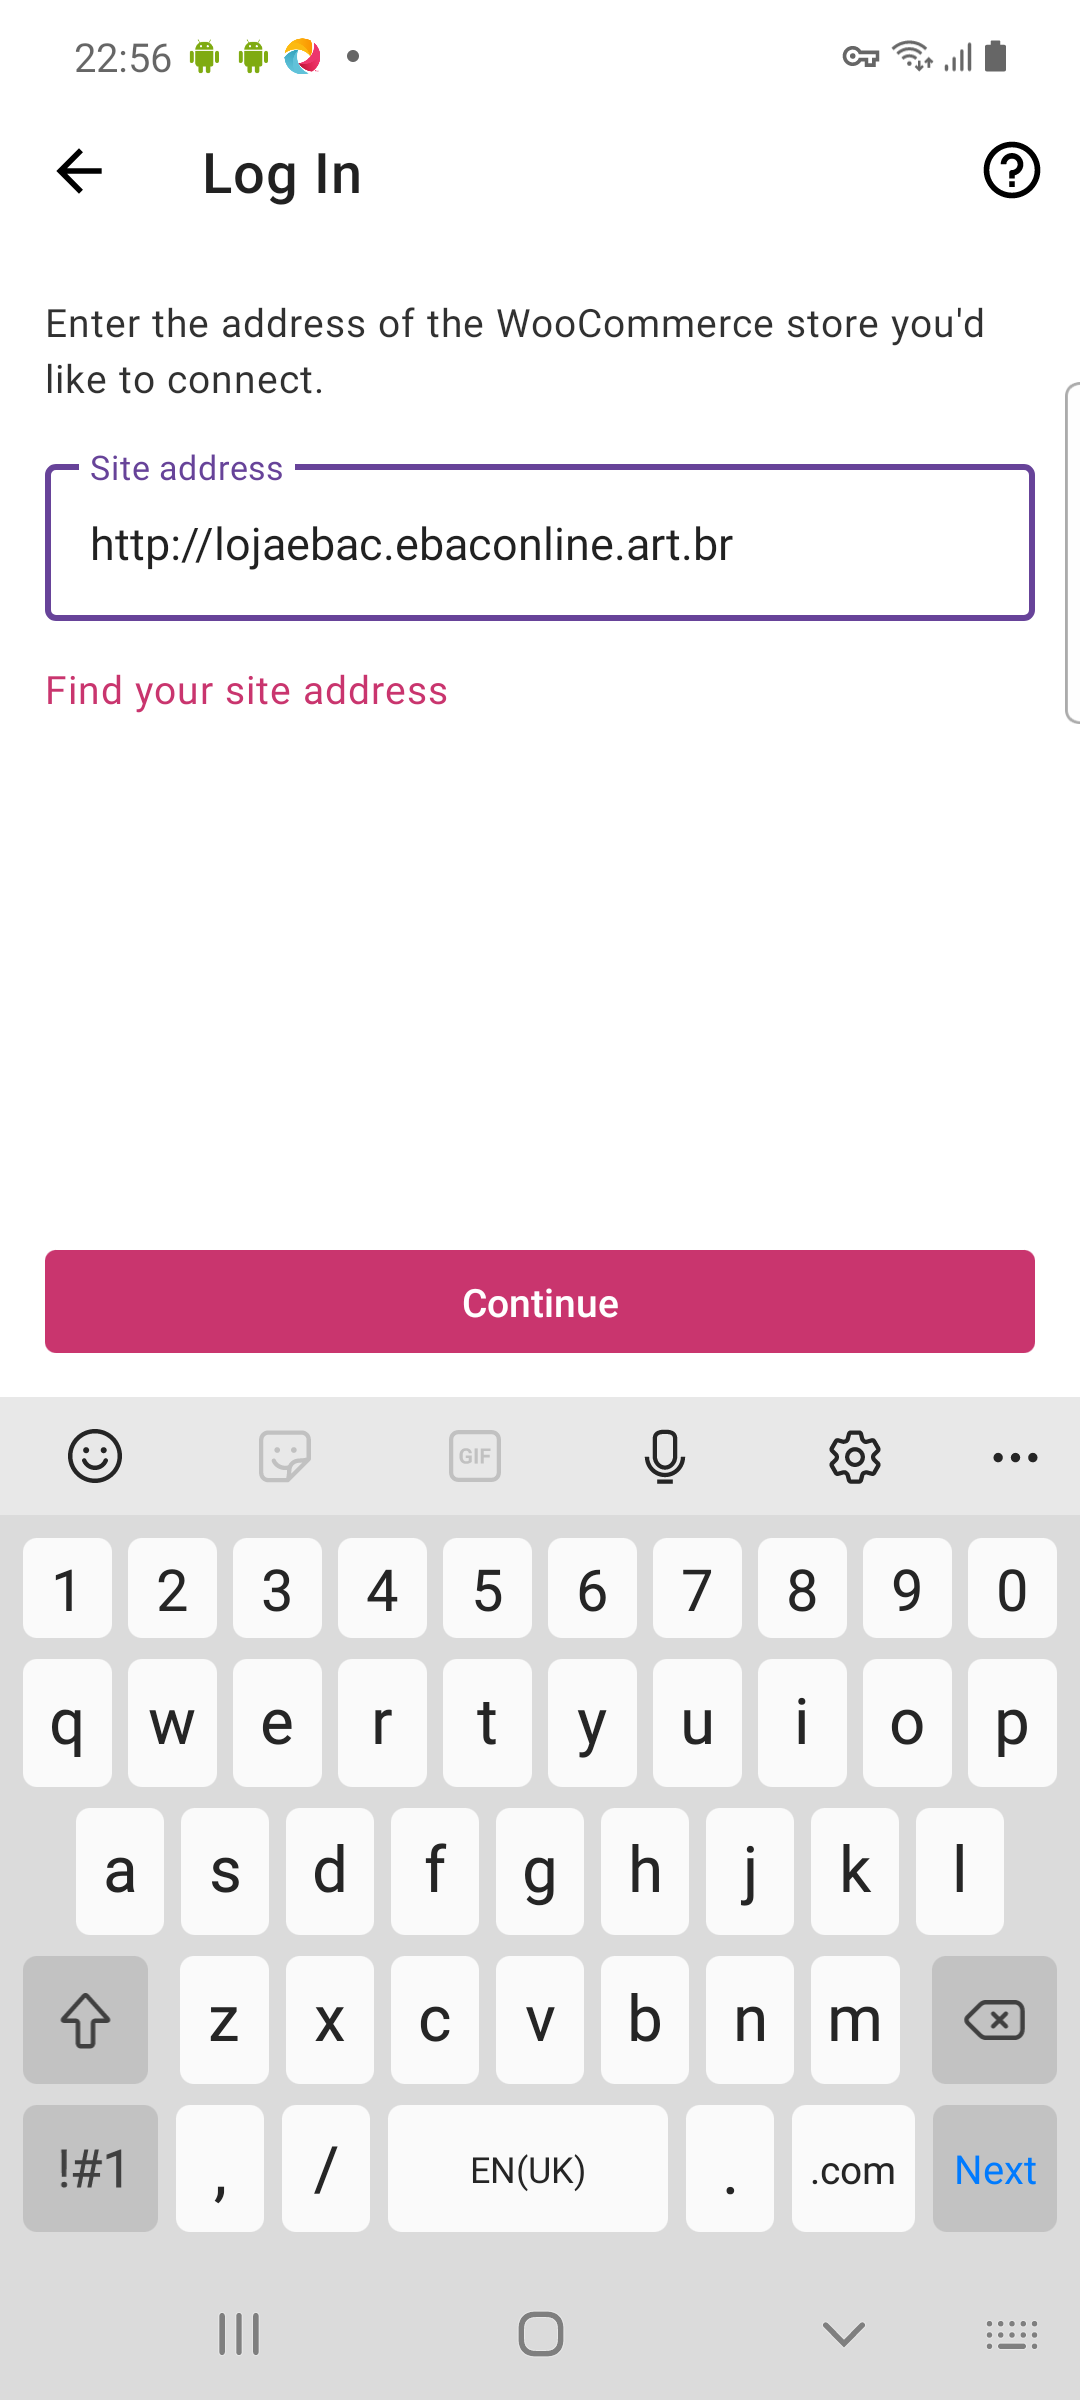 22:56
Log In
Enter the address of the WooCommerce store you'd
like to connect.
Site address
http://lojaebac.ebaconline.art.br
Find your site address
Continue
GIF
1 2 3 4 5 6 7 8 9 0
q w e r t y u i o p
a s d f g h j k l
z x c v b n m
!#1 , / EN(UK) . .com Next